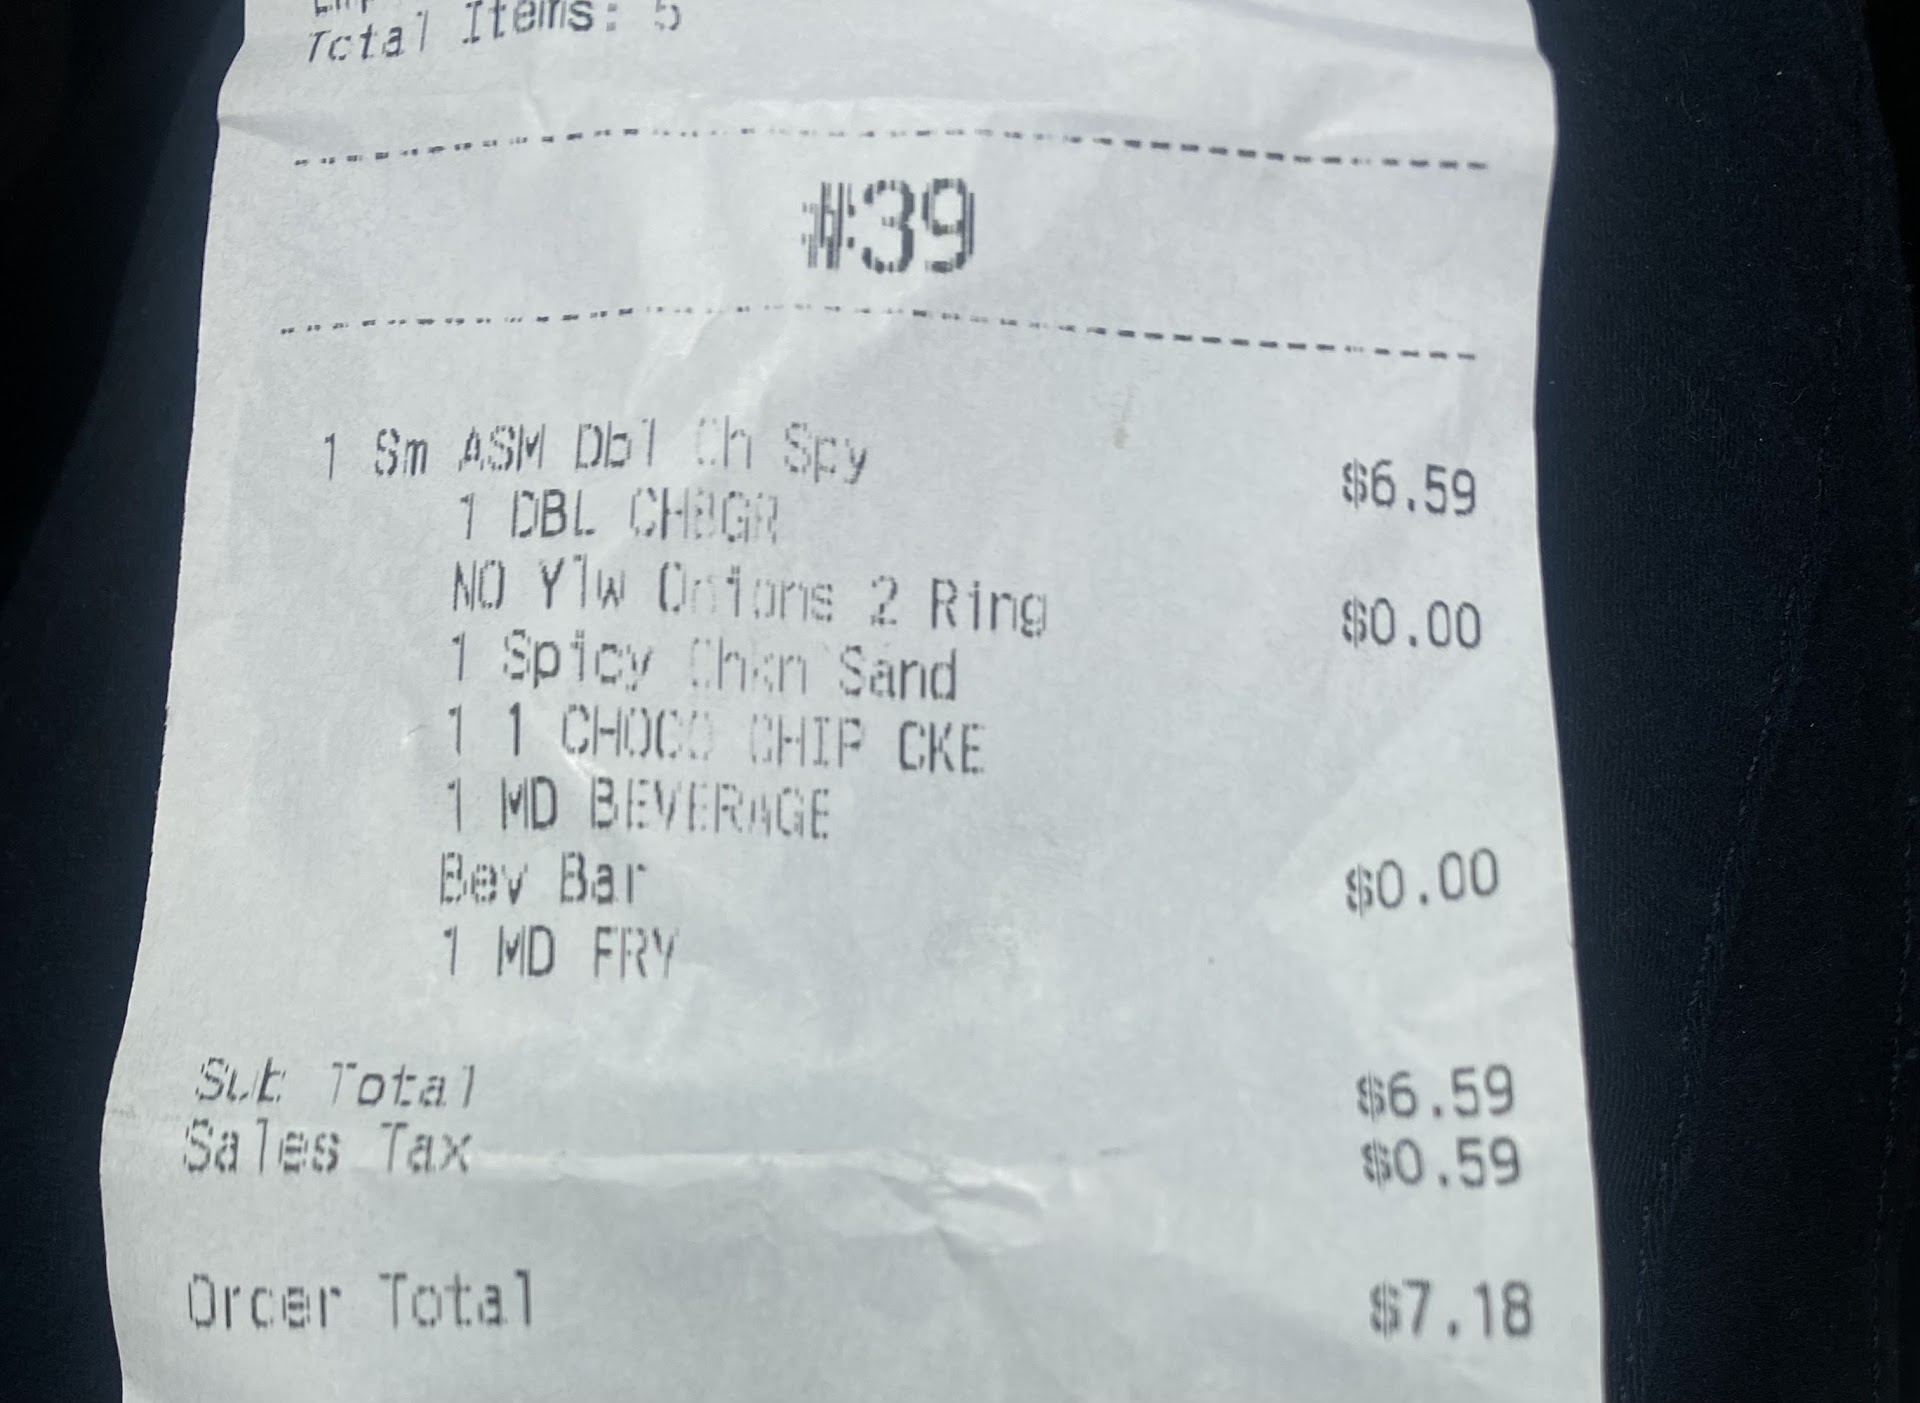 Total Items: 5
#39
1 Sm ASM Dbl Ch Spy $6.59
1 DBL CHBGR
NO Ylw Onions 2 Ring $0.00
1 Spicy Chkn Sand
1 1 CHOCO CHIP CKE
1 MD BEVERAGE
Bev Bar $0.00
1 MD FRY
Sub Total $6.59
Sales Tax $0.59
Order Total $7.18